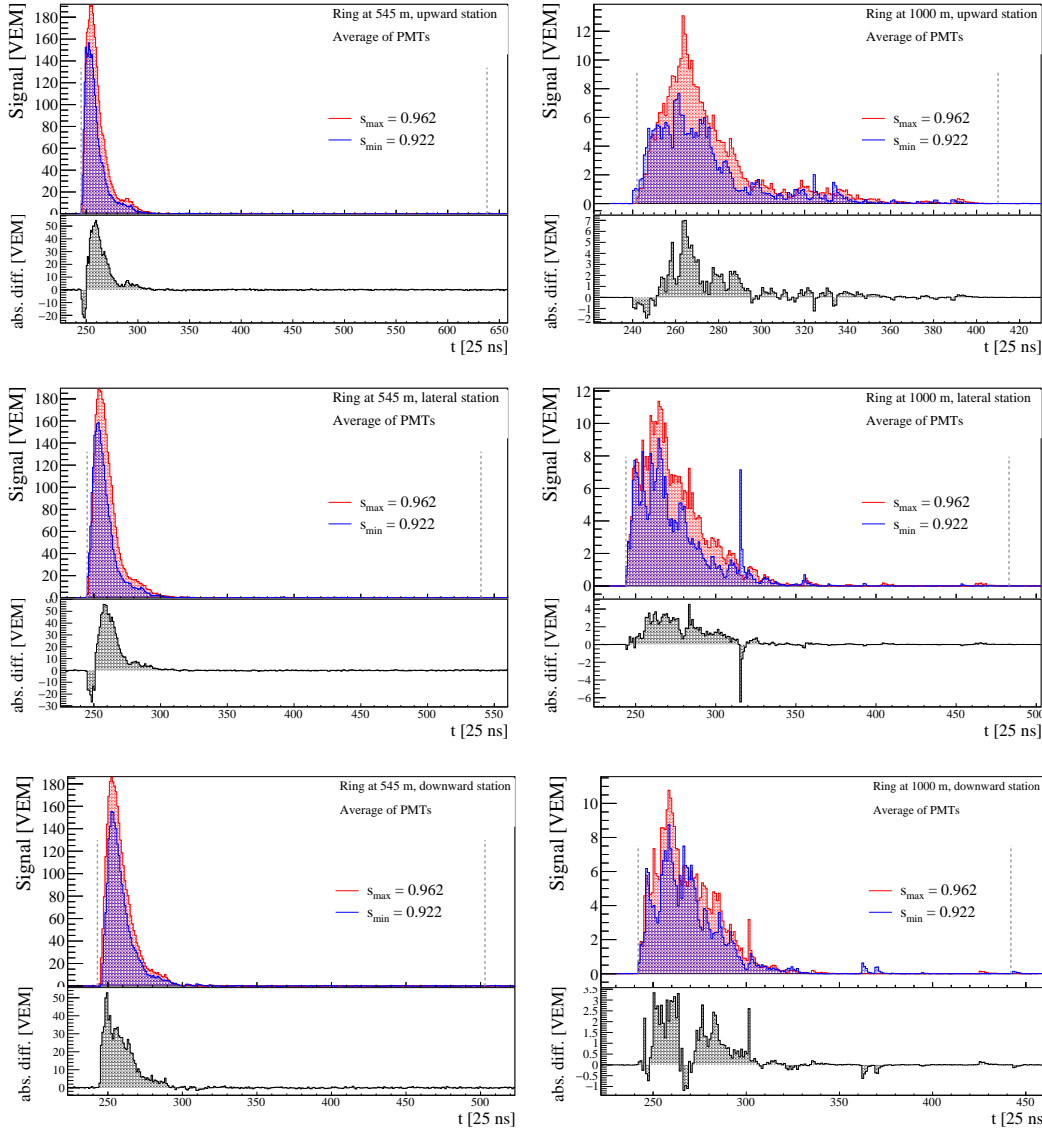 Signal [VEM]
180
160
140
120
100
80
60
40
20
0
Ring at 545 m, upward station
Average of PMTs
s_max = 0.962
s_min = 0.922
abs. diff. [VEM]
50
40
30
20
10
0
−10
−20
250 300 350 400 450 500 550 600 650
t [25 ns]
Signal [VEM]
12
10
8
6
4
2
0
Ring at 1000 m, upward station
Average of PMTs
s_max = 0.962
s_min = 0.922
abs. diff. [VEM]
7
6
5
4
3
2
1
0
−1
−2
240 260 280 300 320 340 360 380 400 420
t [25 ns]
Signal [VEM]
180
160
140
120
100
80
60
40
20
0
Ring at 545 m, lateral station
Average of PMTs
s_max = 0.962
s_min = 0.922
abs. diff. [VEM]
50
40
30
20
10
0
−10
−20
−30
250 300 350 400 450 500 550
t [25 ns]
Signal [VEM]
12
10
8
6
4
2
0
Ring at 1000 m, lateral station
Average of PMTs
s_max = 0.962
s_min = 0.922
abs. diff. [VEM]
4
2
0
−2
−4
−6
250 300 350 400 450 500
t [25 ns]
Signal [VEM]
180
160
140
120
100
80
60
40
20
0
Ring at 545 m, downward station
Average of PMTs
s_max = 0.962
s_min = 0.922
abs. diff. [VEM]
50
40
30
20
10
0
250 300 350 400 450 500
t [25 ns]
Signal [VEM]
10
8
6
4
2
0
Ring at 1000 m, downward station
Average of PMTs
s_max = 0.962
s_min = 0.922
abs. diff. [VEM]
3.5
3
2.5
2
1.5
1
0.5
0
−0.5
−1
250 300 350 400 450
t [25 ns]